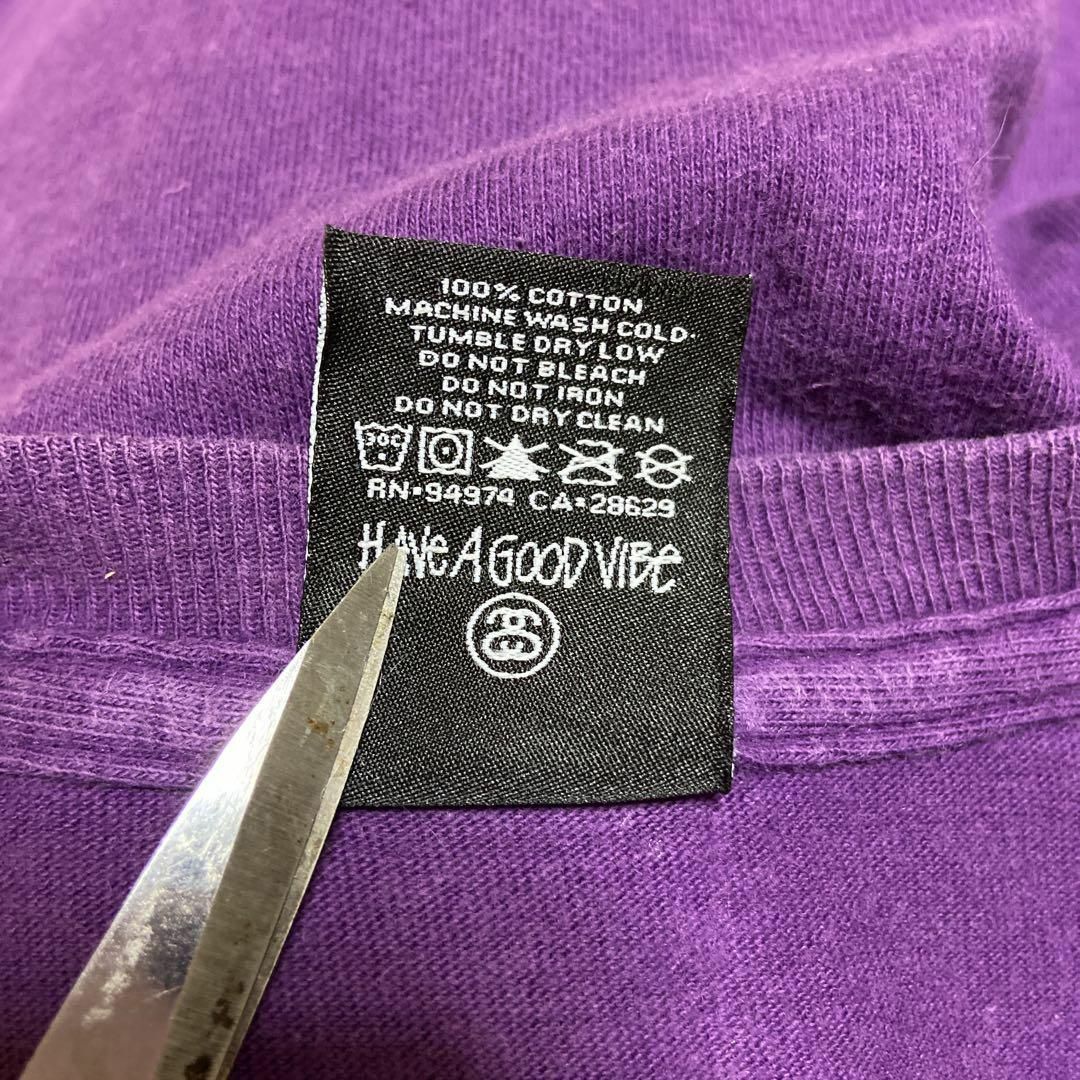 100% COTTON
MACHINE WASH COLD
TUMBLE DRY LOW
DO NOT BLEACH
DO NOT IRON
DO NOT DRY CLEAN
30C
RN=94974 CA=28629
HAVE A GOOD VIBE